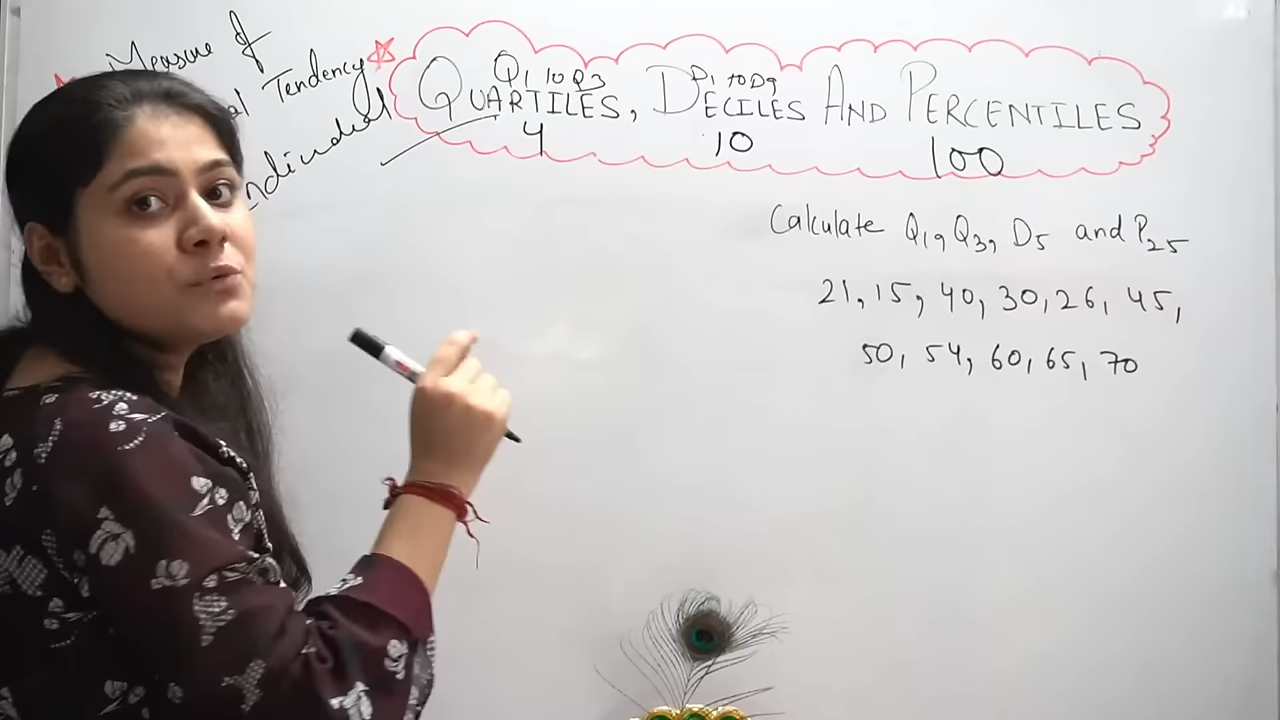 Measure of
Tendency
Q1 to Q3
D1 to D9
QUARTILES, DECILES AND PERCENTILES
4 10 100
Calculate Q1, Q3, D5 and P25
21, 15, 40, 30, 26, 45,
50, 54, 60, 65, 70